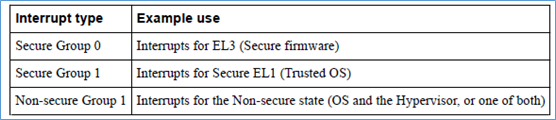 Interrupt type Example use
Secure Group 0 Interrupts for EL3 (Secure firmware)
Secure Group 1 Interrupts for Secure EL1 (Trusted OS)
Non-secure Group 1 Interrupts for the Non-secure state (OS and the Hypervisor, or one of both)